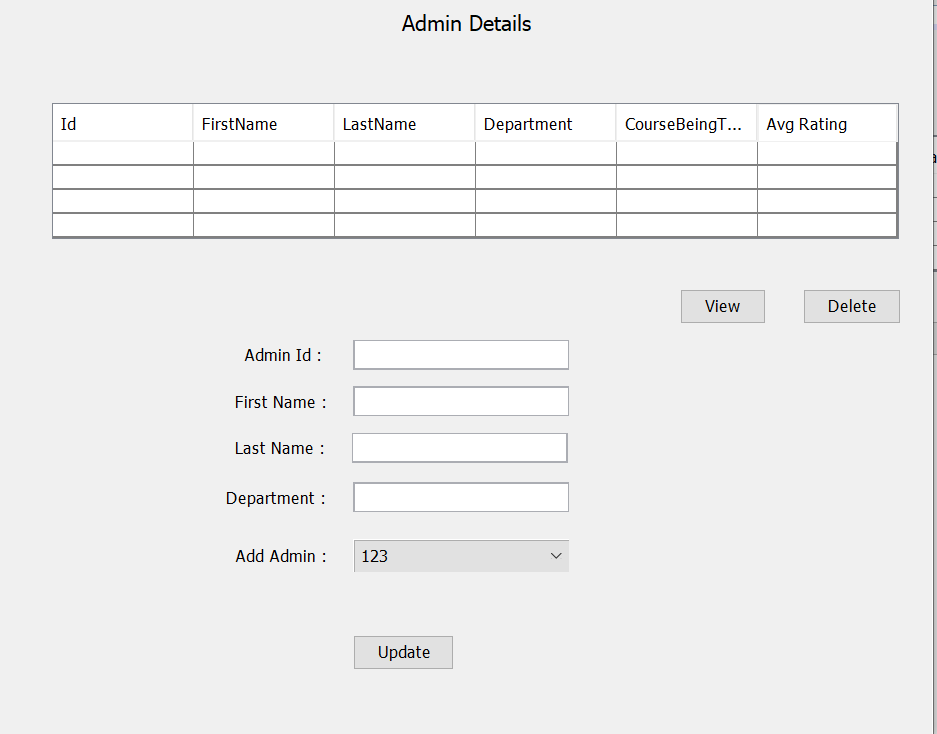 Admin Details
Id FirstName LastName Department CourseBeingT... Avg Rating
View Delete
Admin Id :
First Name :
Last Name :
Department :
Add Admin : 123
Update